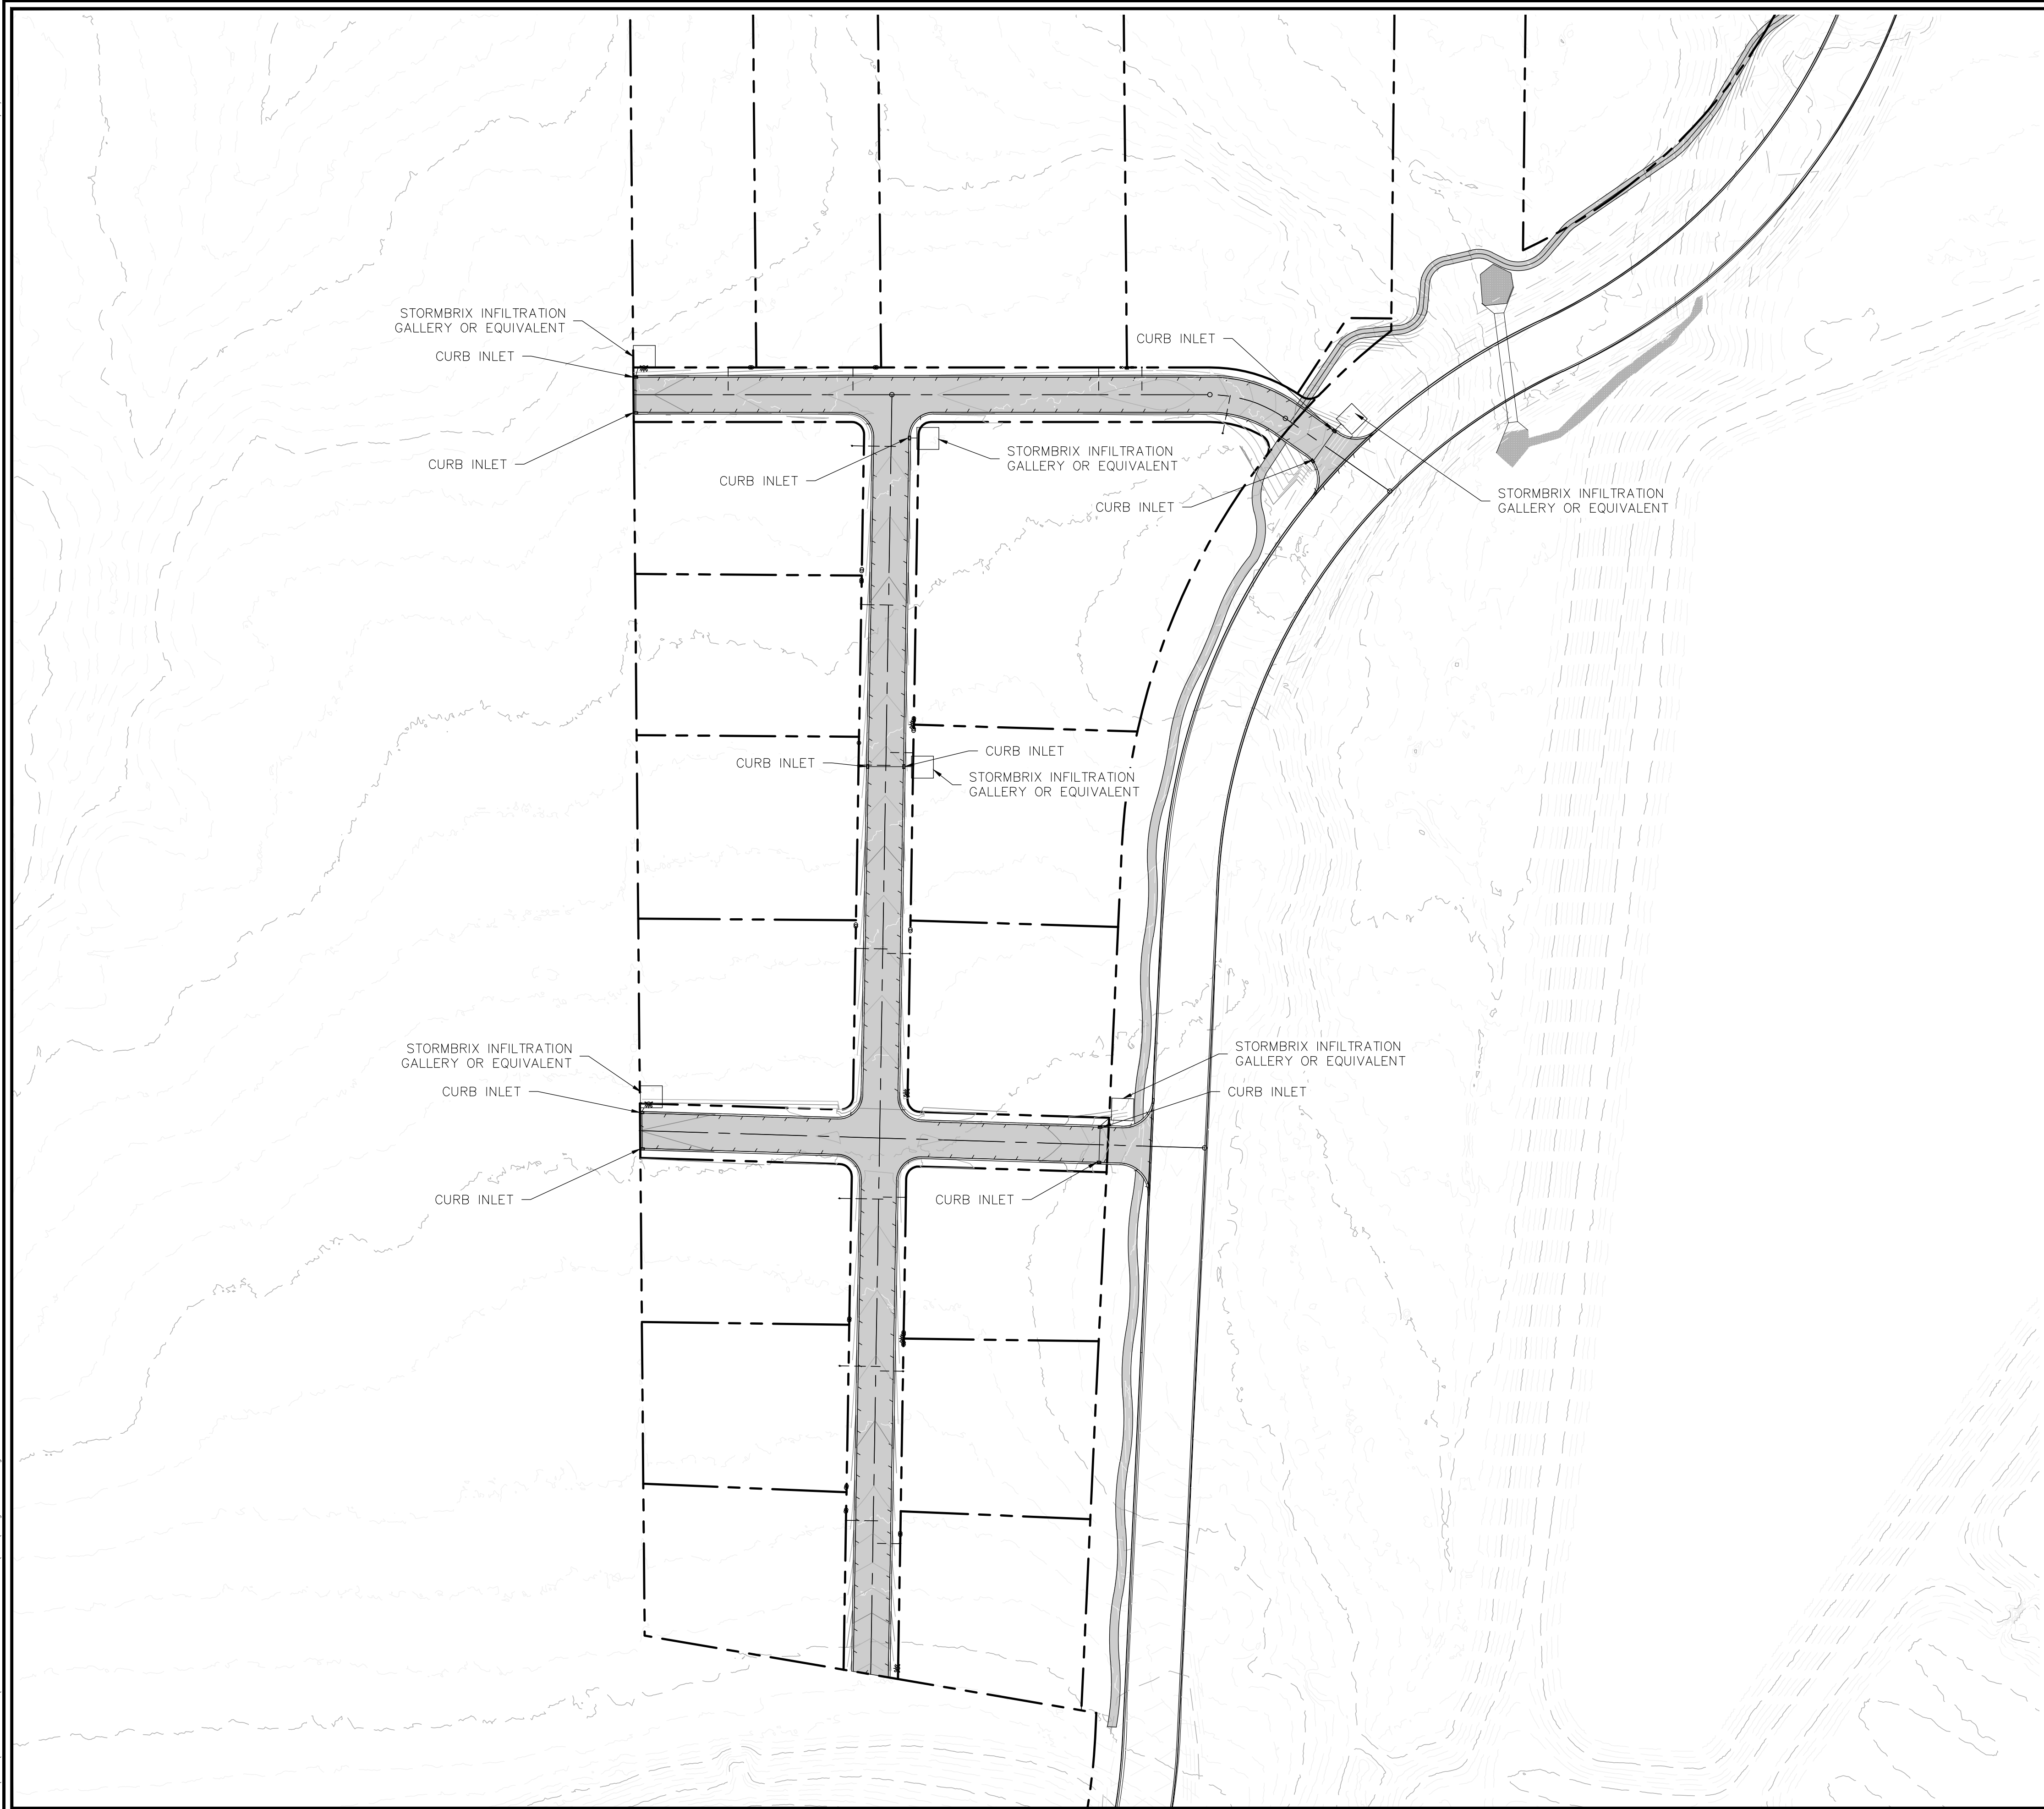 STORMBRIX INFILTRATION
GALLERY OR EQUIVALENT
CURB INLET
CURB INLET
CURB INLET
STORMBRIX INFILTRATION
GALLERY OR EQUIVALENT
CURB INLET
CURB INLET
STORMBRIX INFILTRATION
GALLERY OR EQUIVALENT
CURB INLET
CURB INLET
STORMBRIX INFILTRATION
GALLERY OR EQUIVALENT
STORMBRIX INFILTRATION
GALLERY OR EQUIVALENT
CURB INLET
STORMBRIX INFILTRATION
GALLERY OR EQUIVALENT
CURB INLET
CURB INLET
CURB INLET